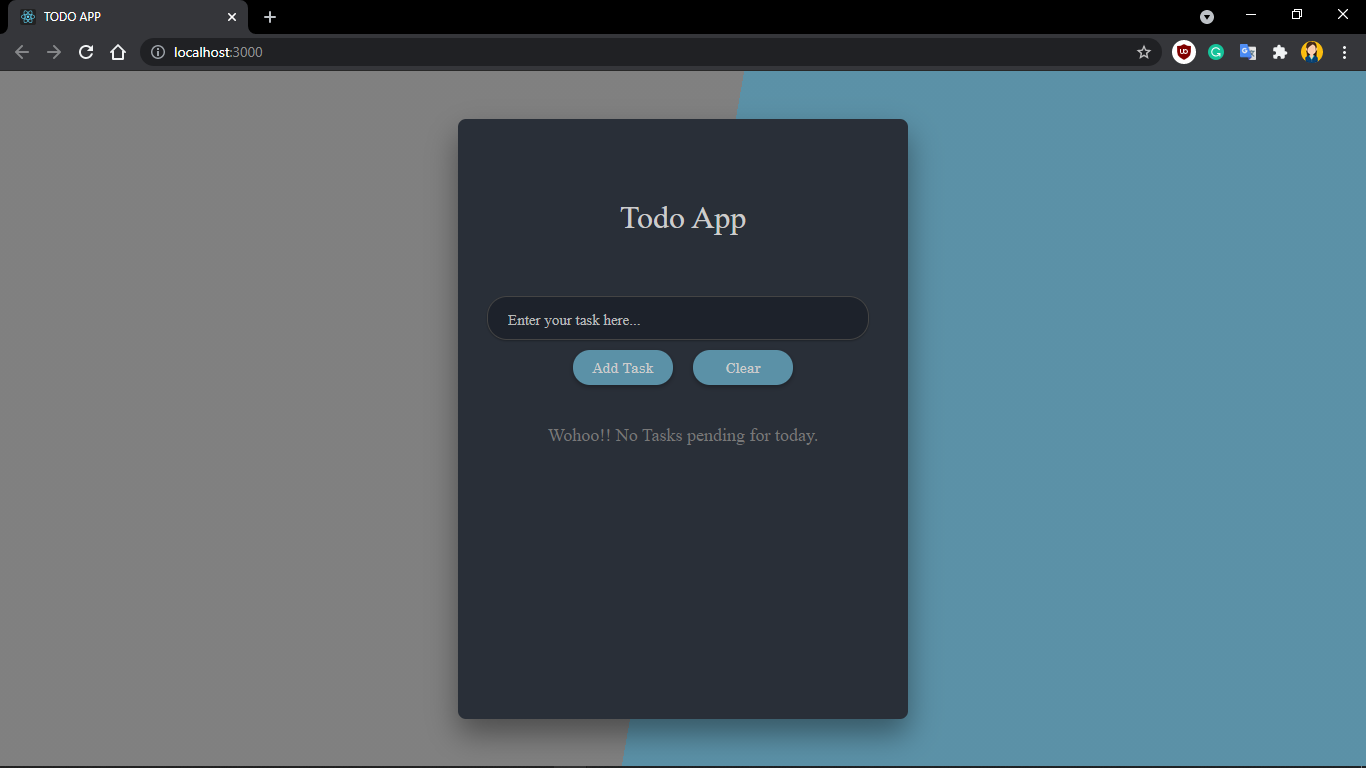 TODO APP
localhost:3000
Todo App
Enter your task here...
Add Task
Clear
Wohoo!! No Tasks pending for today.